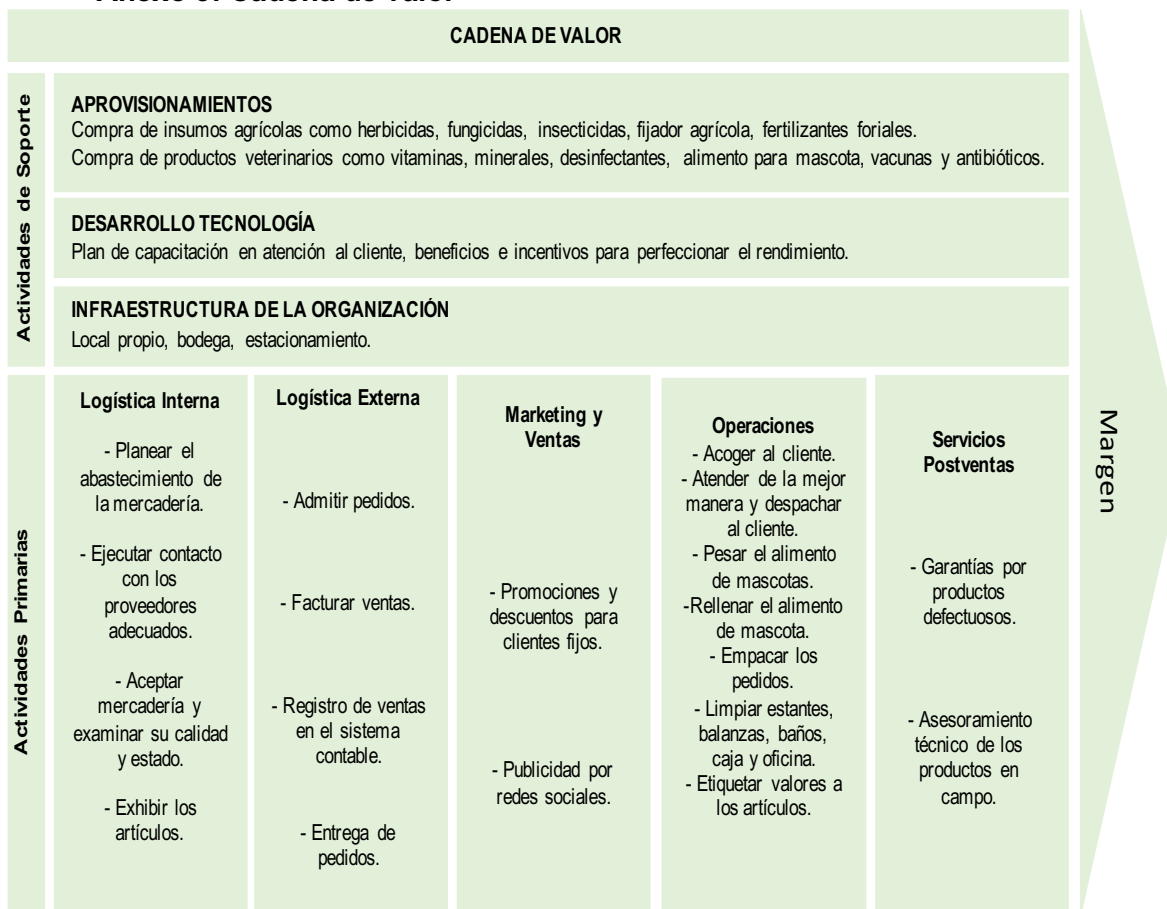 CADENA DE VALOR
Actividades de Soporte
APROVISIONAMIENTOS
Compra de insumos agrícolas como herbicidas, fungicidas, insecticidas, fijador agrícola, fertilizantes foriales.
Compra de productos veterinarios como vitaminas, minerales, desinfectantes, alimento para mascota, vacunas y antibióticos.
DESARROLLO TECNOLOGÍA
Plan de capacitación en atención al cliente, beneficios e incentivos para perfeccionar el rendimiento.
INFRAESTRUCTURA DE LA ORGANIZACIÓN
Local propio, bodega, estacionamiento.
Actividades Primarias
Logística Interna
- Planear el
abastecimiento de
la mercadería.
- Ejecutar contacto
con los
proveedores
adecuados.
- Aceptar
mercadería y
examinar su calidad
y estado.
- Exhibir los
artículos.
Logística Externa
- Admitir pedidos.
- Facturar ventas.
- Registro de ventas
en el sistema
contable.
- Entrega de
pedidos.
Marketing y
Ventas
- Promociones y
descuentos para
clientes fijos.
- Publicidad por
redes sociales.
Operaciones
- Acoger al cliente.
- Atender de la mejor
manera y despachar
al cliente.
- Pesar el alimento
de mascotas.
-Rellenar el alimento
de mascota.
- Empacar los
pedidos.
- Limpiar estantes,
balanzas, baños,
caja y oficina.
- Etiquetar valores a
los artículos.
Servicios
Postventas
- Garantías por
productos
defectuosos.
- Asesoramiento
técnico de los
productos en
campo.
Margen